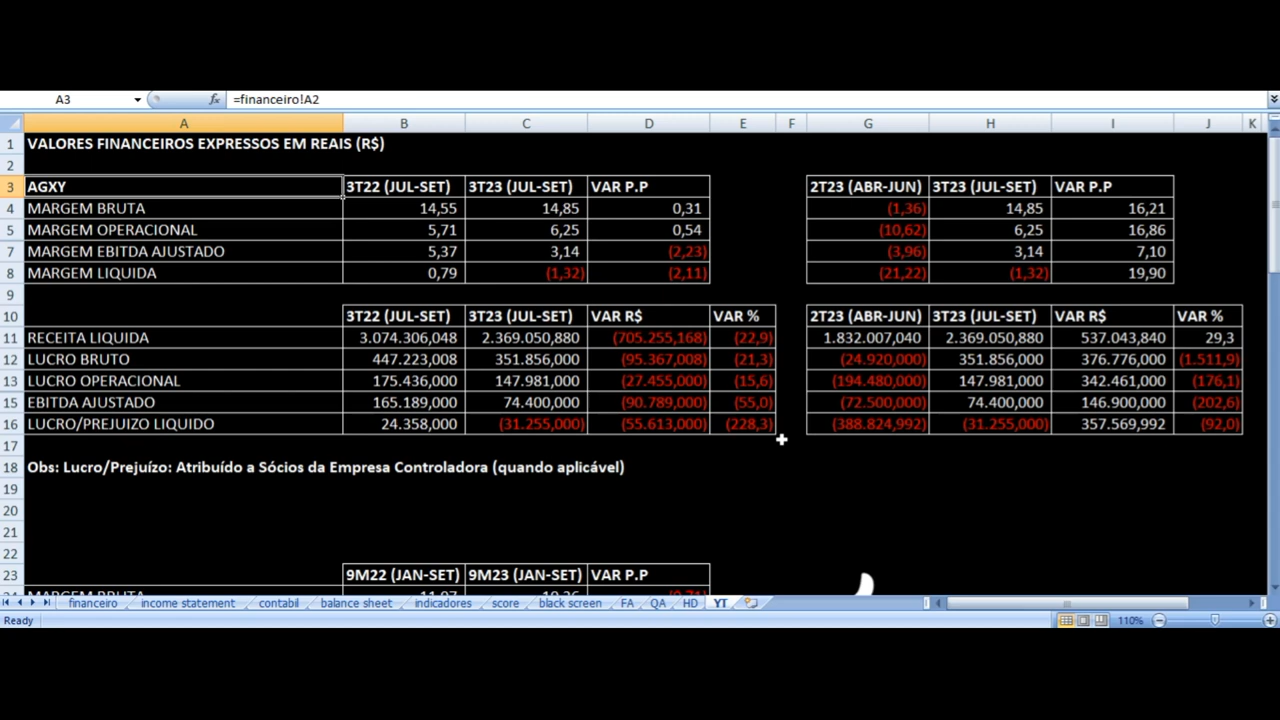 A3 fx =financeiro!A2
A B C D E F G H I J K
1 VALORES FINANCEIROS EXPRESSOS EM REAIS (R$)
2
3 AGXY 3T22 (JUL-SET) 3T23 (JUL-SET) VAR P.P 2T23 (ABR-JUN) 3T23 (JUL-SET) VAR P.P
4 MARGEM BRUTA 14,55 14,85 0,31 (1,36) 14,85 16,21
5 MARGEM OPERACIONAL 5,71 6,25 0,54 (10,62) 6,25 16,86
7 MARGEM EBITDA AJUSTADO 5,37 3,14 (2,23) (3,96) 3,14 7,10
8 MARGEM LIQUIDA 0,79 (1,32) (2,11) (21,22) (1,32) 19,90
9
10 3T22 (JUL-SET) 3T23 (JUL-SET) VAR R$ VAR % 2T23 (ABR-JUN) 3T23 (JUL-SET) VAR R$ VAR %
11 RECEITA LIQUIDA 3.074.306,048 2.369.050,880 (705.255,168) (22,9) 1.832.007,040 2.369.050,880 537.043,840 29,3
12 LUCRO BRUTO 447.223,008 351.856,000 (95.367,008) (21,3) (24.920,000) 351.856,000 376.776,000 (1.511,9)
13 LUCRO OPERACIONAL 175.436,000 147.981,000 (27.455,000) (15,6) (194.480,000) 147.981,000 342.461,000 (176,1)
15 EBITDA AJUSTADO 165.189,000 74.400,000 (90.789,000) (55,0) (72.500,000) 74.400,000 146.900,000 (202,6)
16 LUCRO/PREJUIZO LIQUIDO 24.358,000 (31.255,000) (55.613,000) (228,3) (388.824,992) (31.255,000) 357.569,992 (92,0)
17
18 Obs: Lucro/Prejuízo: Atribuído a Sócios da Empresa Controladora (quando aplicável)
19
20
21
22
23 9M22 (JAN-SET) 9M23 (JAN-SET) VAR P.P
financeiro income statement contabil balance sheet indicadores score black screen FA QA HD YT
Ready 110%